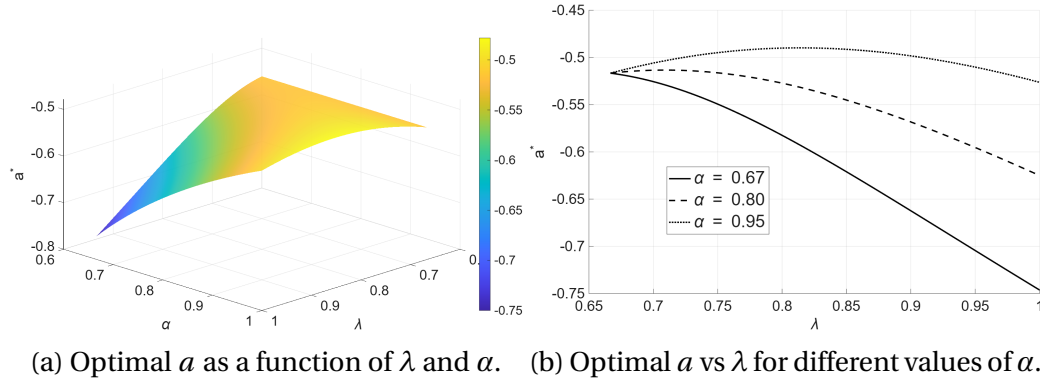 -0.5
-0.6
-0.7
-0.8
a*
0.6
0.7
0.8
0.9
1
α
1
0.9
0.8
0.7
0.
λ
-0.5
-0.55
-0.6
-0.65
-0.7
-0.75
-0.45
-0.5
-0.55
-0.6
-0.65
-0.7
-0.75
a*
α = 0.67
α = 0.80
α = 0.95
0.65 0.7 0.75 0.8 0.85 0.9 0.95 1
λ
(a) Optimal a as a function of λ and α. (b) Optimal a vs λ for different values of α.